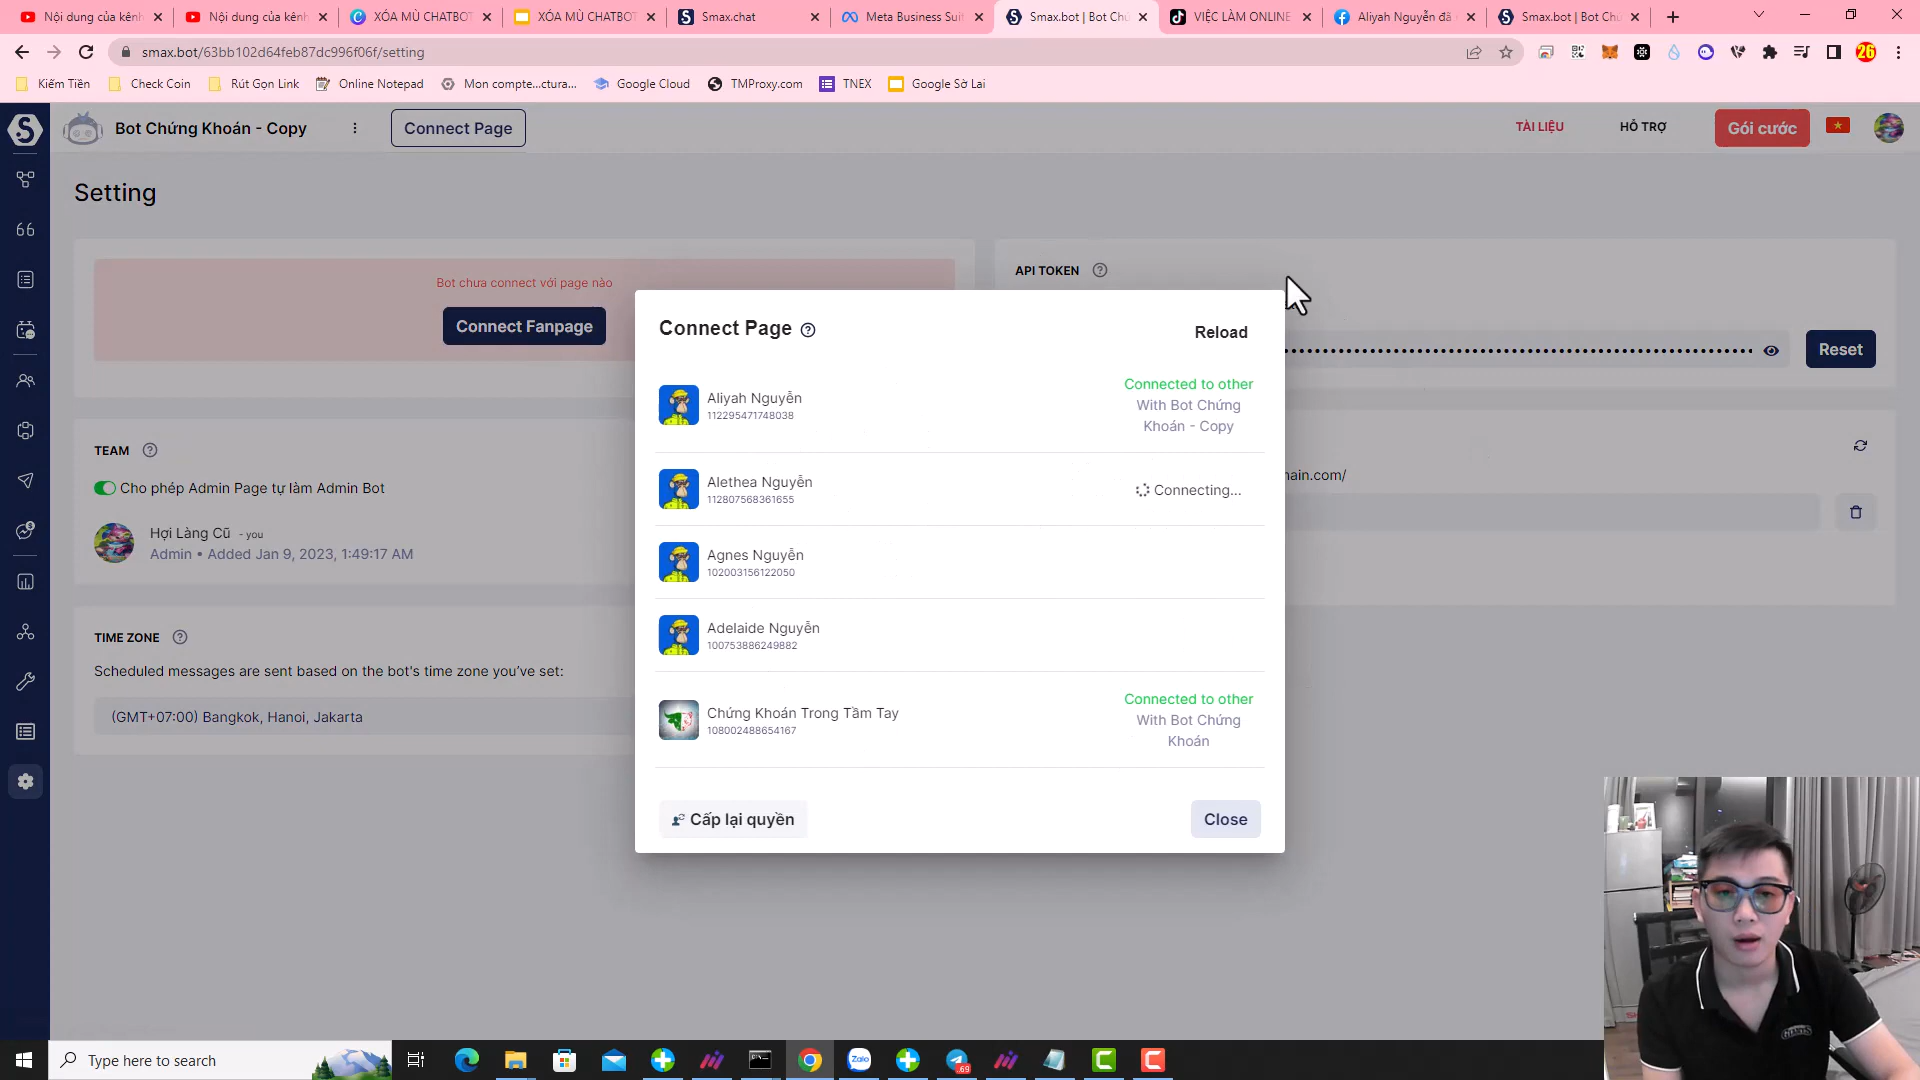 Nội dung của kênh
Nội dung của kênh
XÓA MÙ CHATBOT
XÓA MÙ CHATBOT
Smax.chat
Meta Business Suit
Smax.bot | Bot Chứ
VIỆC LÀM ONLINE
Aliyah Nguyễn đã
Smax.bot | Bot Chứ
smax.bot/63bb102d64feb87dc996f06f/setting
26
Kiếm Tiền
Check Coin
Rút Gọn Link
Online Notepad
Mon compte...ctura...
Google Cloud
TMProxy.com
TNEX
Google Sờ Lai
Bot Chứng Khoán - Copy
Connect Page
TÀI LIỆU
HỖ TRỢ
Gói cước
Setting
Bot chưa connect với page nào
Connect Fanpage
API TOKEN
Reset
TEAM
Cho phép Admin Page tự làm Admin Bot
Hợi Làng Cũ - you
Admin • Added Jan 9, 2023, 1:49:17 AM
main.com/
TIME ZONE
Scheduled messages are sent based on the bot's time zone you've set:
(GMT+07:00) Bangkok, Hanoi, Jakarta
Connect Page
Reload
Aliyah Nguyễn
112295471748038
Connected to other
With Bot Chứng
Khoán - Copy
Alethea Nguyễn
112807568361655
Connecting...
Agnes Nguyễn
102003156122050
Adelaide Nguyễn
100753886249882
Chứng Khoán Trong Tầm Tay
108002488654167
Connected to other
With Bot Chứng
Khoán
Cấp lại quyền
Close
Type here to search
Zalo
.69